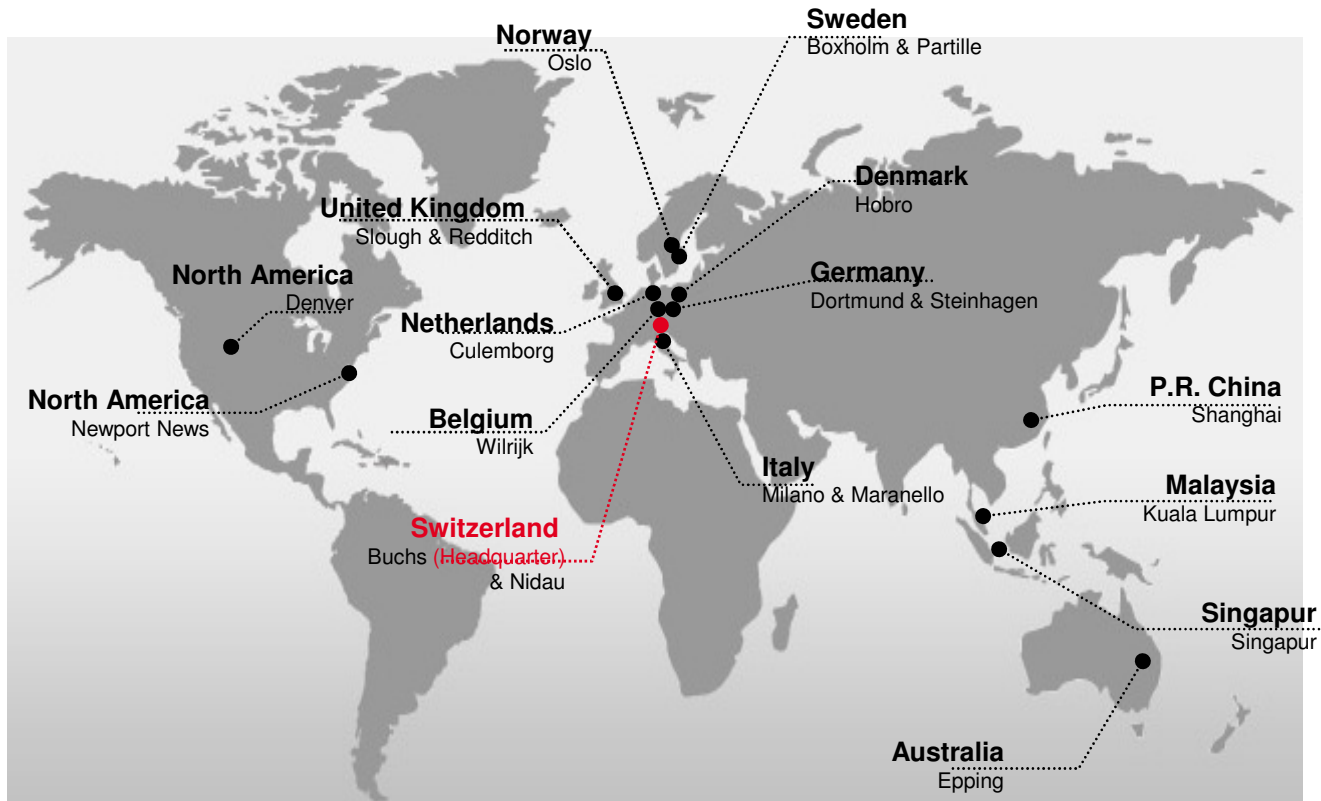 Sweden
Boxholm & Partille
Norway
Oslo
Denmark
Hobro
United Kingdom
Slough & Redditch
North America
Denver
Germany
Dortmund & Steinhagen
Netherlands
Culemborg
North America
Newport News
P.R. China
Shanghai
Belgium
Wilrijk
Italy
Milano & Maranello
Malaysia
Kuala Lumpur
Switzerland
Buchs (Headquarter)
& Nidau
Singapur
Singapur
Australia
Epping